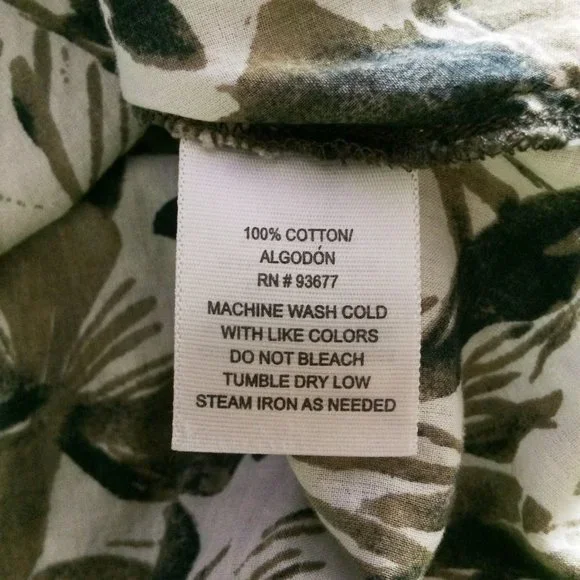 100% COTTON/
ALGODÓN
RN # 93677
MACHINE WASH COLD
WITH LIKE COLORS
DO NOT BLEACH
TUMBLE DRY LOW
STEAM IRON AS NEEDED